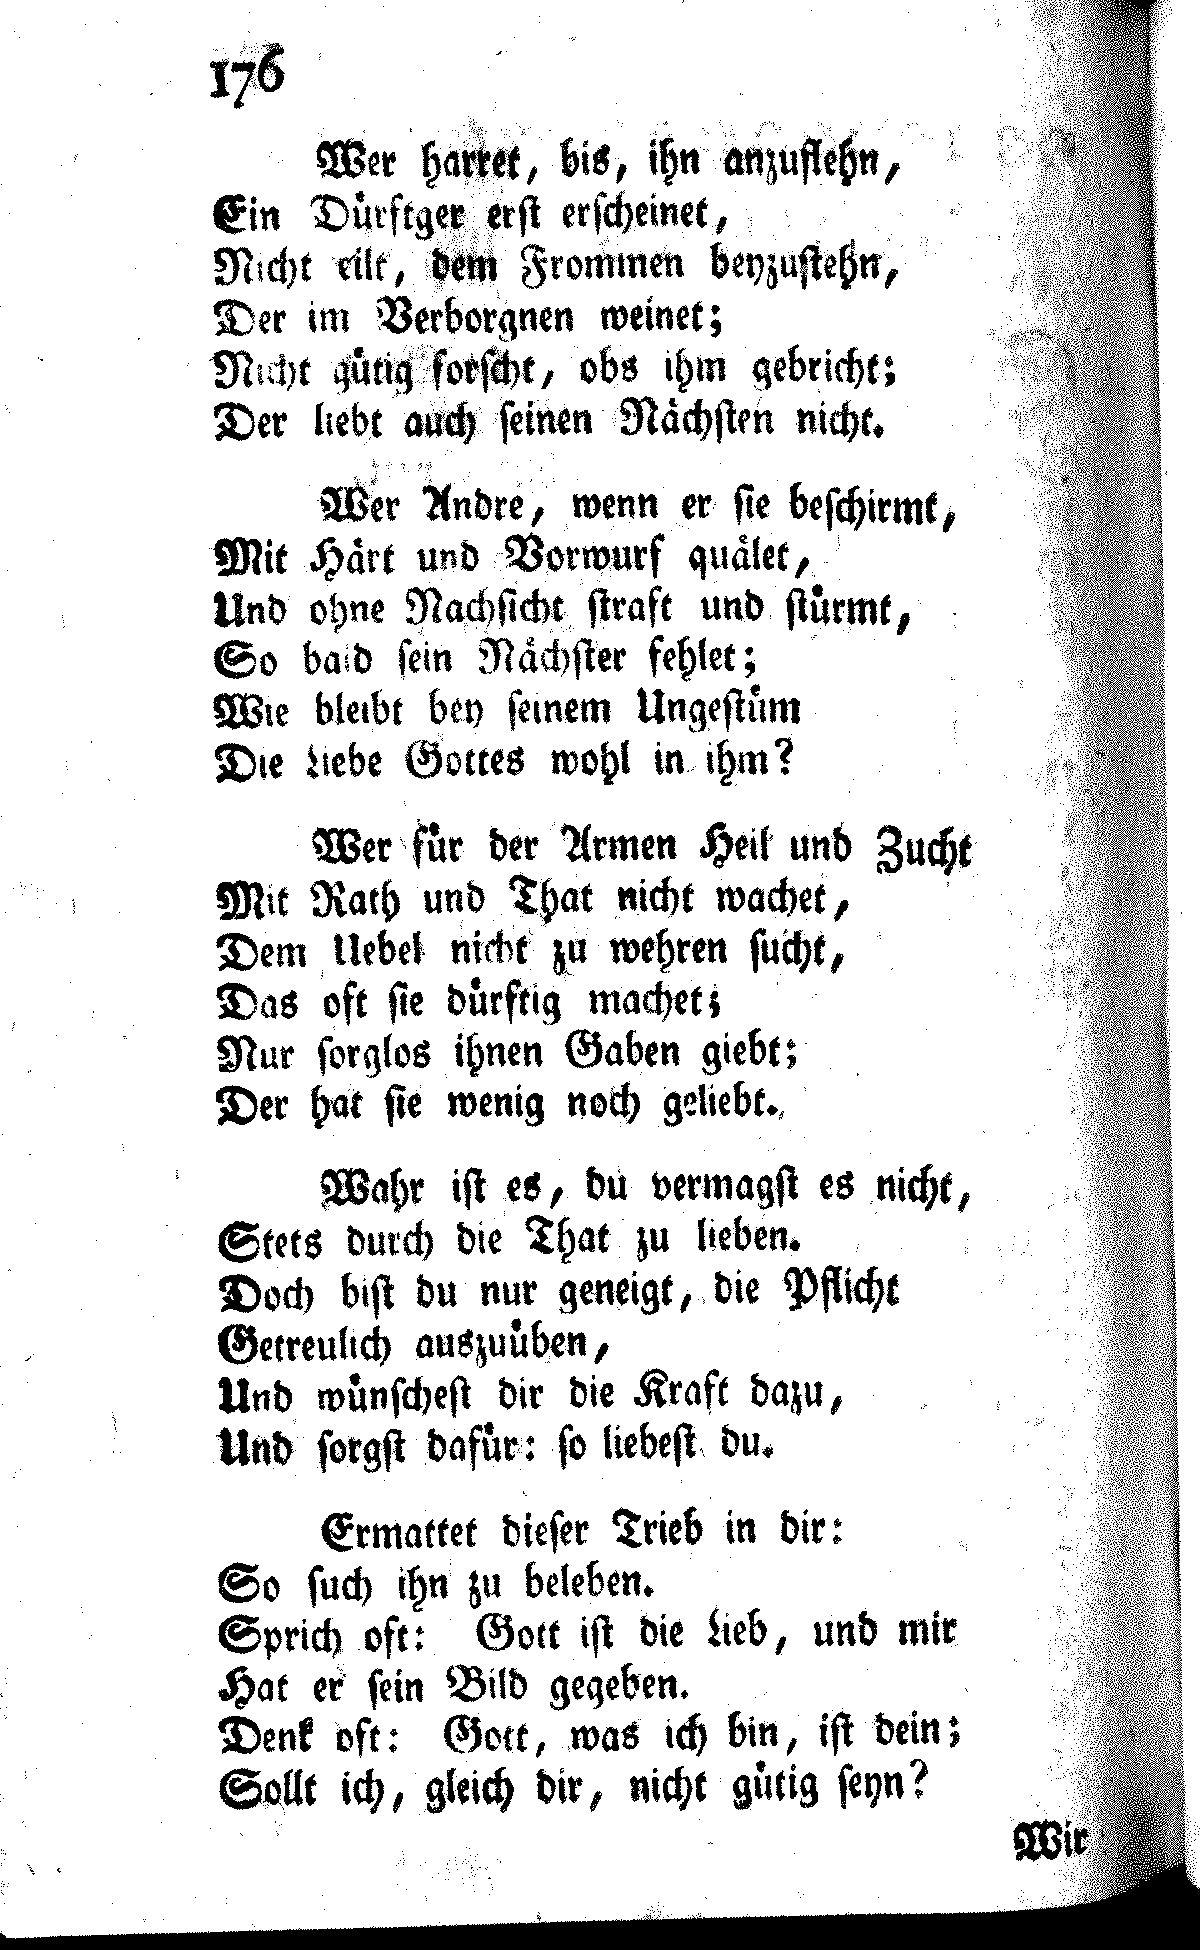 176
Wer harret, bis, ihn anzuflehn,
Ein Dürftger erst erscheinet,
Nicht eilt, dem Frommen beyzustehn,
Der im Verborgnen weinet;
Nicht gütig forscht, obs ihm gebricht;
Der liebt auch seinen Nächsten nicht.
Wer Andre, wenn er sie beschirmt,
Mit Härt und Vorwurf quälet,
Und ohne Nachsicht straft und stürmt,
So bald sein Nächster fehlet;
Wie bleibt bey seinem Ungestüm
Die Liebe Gottes wohl in ihm?
Wer für der Armen Heil und Zucht
Mit Rath und That nicht wachet,
Dem Uebel nicht zu wehren sucht,
Das oft sie dürftig machet;
Nur sorglos ihnen Gaben giebt;
Der hat sie wenig noch geliebt.
Wahr ist es, du vermagst es nicht,
Stets durch die That zu lieben.
Doch bist du nur geneigt, die Pflicht
Getreulich auszuüben,
Und wünschest dir die Kraft dazu,
Und sorgst dafür: so liebest du.
Ermattet dieser Trieb in dir:
So such ihn zu beleben.
Sprich oft: Gott ist die Lieb, und mir
Hat er sein Bild gegeben.
Denk oft: Gott, was ich bin, ist dein;
Sollt ich, gleich dir, nicht gütig seyn?
Wir